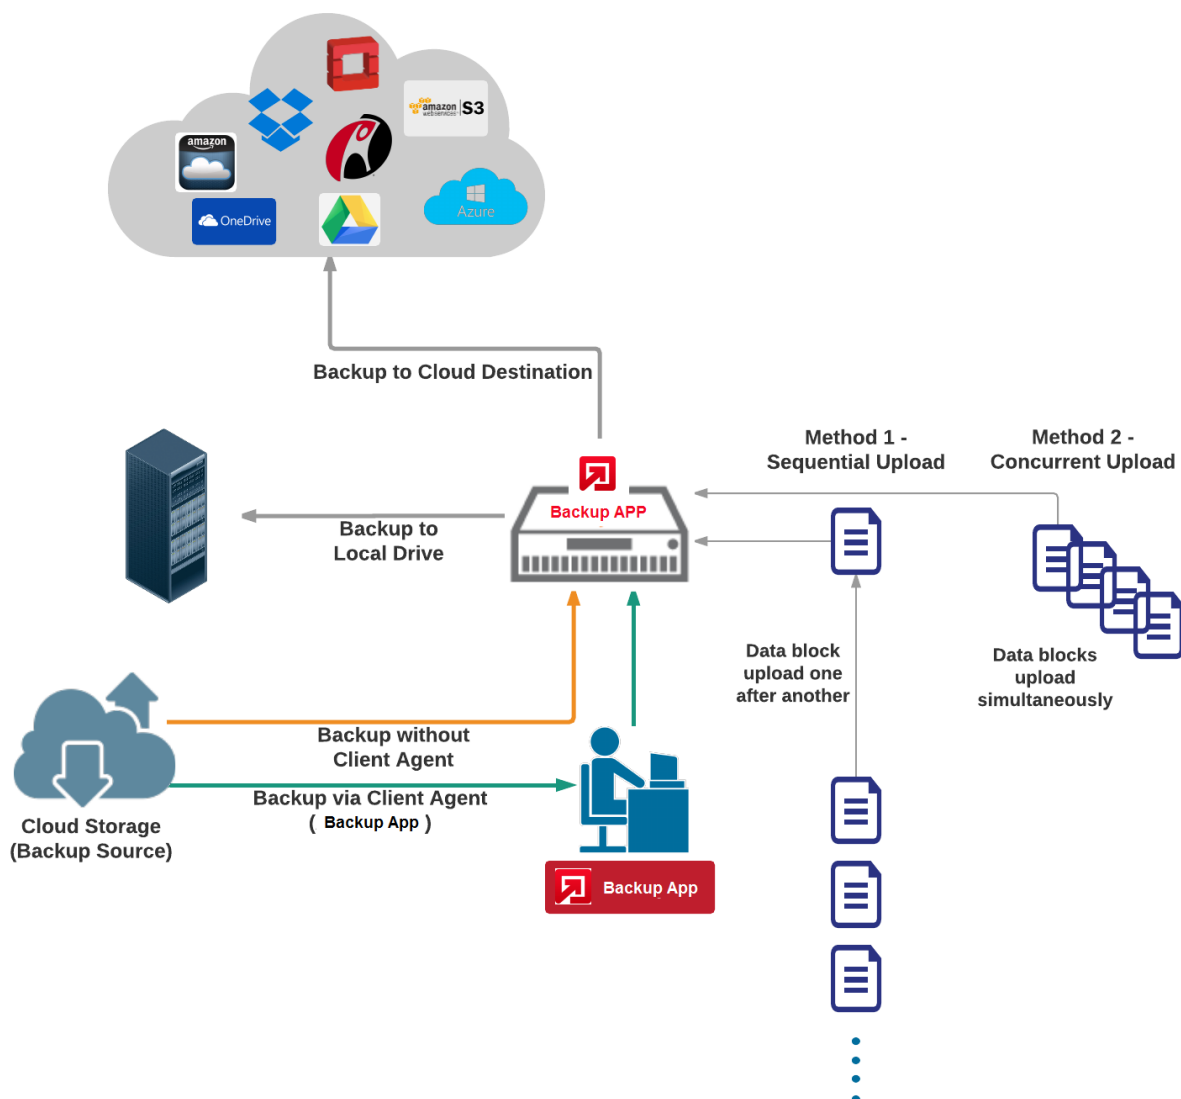 amazon
webservices™
S3
amazon
OneDrive
Azure
Backup to Cloud Destination
Method 1 -
Sequential Upload
Method 2 -
Concurrent Upload
Backup APP
Backup to
Local Drive
Data block
upload one
after another
Data blocks
upload
simultaneously
Backup without
Client Agent
Backup via Client Agent
( Backup App )
Cloud Storage
(Backup Source)
Backup App